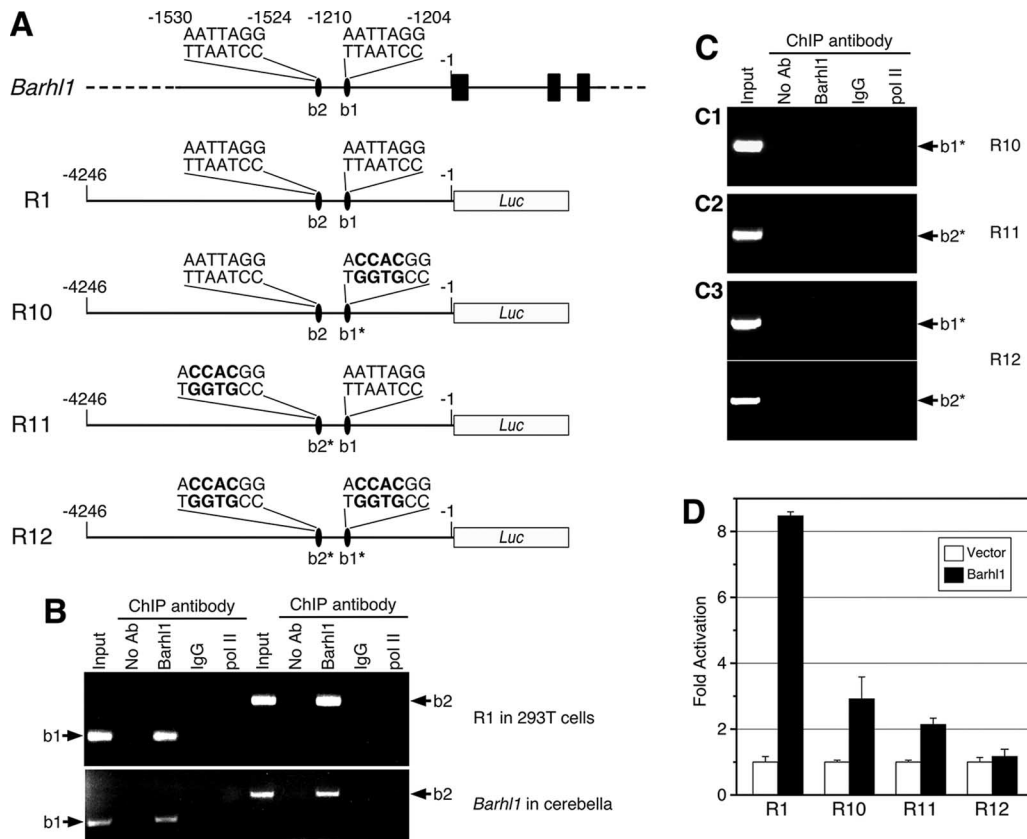 A
-1530 -1524 -1210 -1204
AATTAGG AATTAGG
TTAATCC TTAATCC
-1
Barhl1
b2 b1
AATTAGG AATTAGG
TTAATCC TTAATCC
-4246 -1
R1
Luc
b2 b1
AATTAGG ACCACGG
TTAATCC TGGTGCC
-4246 -1
R10
Luc
b2 b1*
ACCACGG AATTAGG
TGGTGCC TTAATCC
-4246 -1
R11
Luc
b2* b1
ACCACGG ACCACGG
TGGTGCC TGGTGCC
-4246 -1
R12
Luc
b2* b1*
B
ChIP antibody ChIP antibody
Input No Ab Barhl1 IgG pol II Input No Ab Barhl1 IgG pol II
b2
R1 in 293T cells
b1
b2
Barhl1 in cerebella
b1
C
ChIP antibody
Input No Ab Barhl1 IgG pol II
C1
b1* R10
C2
b2* R11
C3
b1*
R12
b2*
D
Fold Activation
8
6
4
2
0
Vector
Barhl1
R1 R10 R11 R12